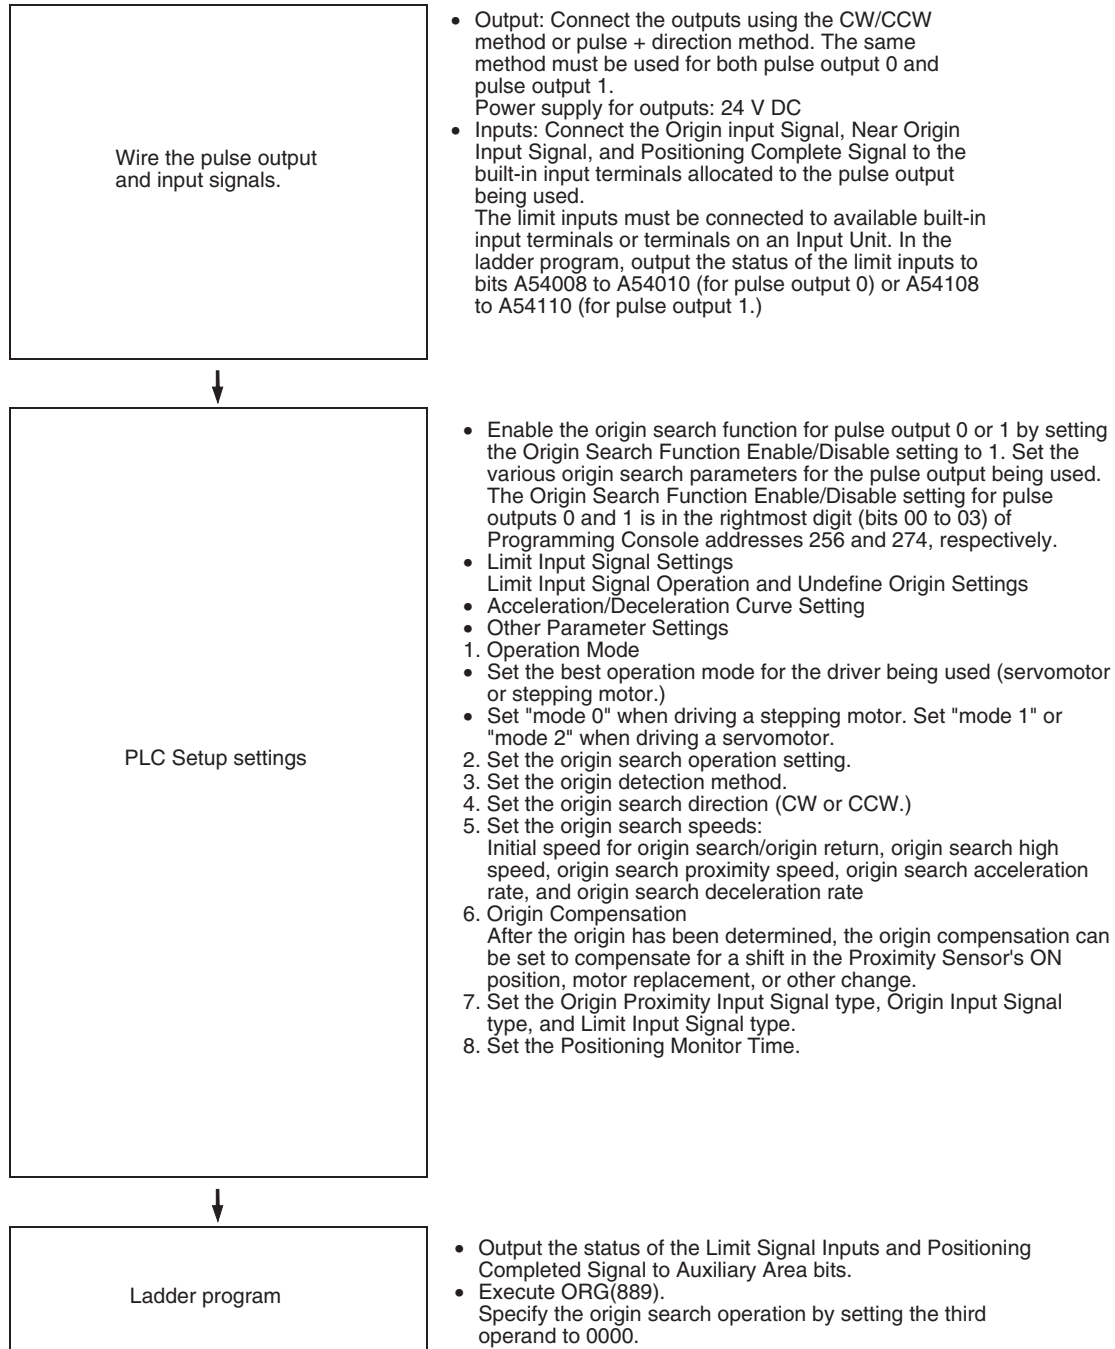 Wire the pulse output
and input signals.
• Output: Connect the outputs using the CW/CCW
method or pulse + direction method. The same
method must be used for both pulse output 0 and
pulse output 1.
Power supply for outputs: 24 V DC
• Inputs: Connect the Origin input Signal, Near Origin
Input Signal, and Positioning Complete Signal to the
built-in input terminals allocated to the pulse output
being used.
The limit inputs must be connected to available built-in
input terminals or terminals on an Input Unit. In the
ladder program, output the status of the limit inputs to
bits A54008 to A54010 (for pulse output 0) or A54108
to A54110 (for pulse output 1.)
PLC Setup settings
• Enable the origin search function for pulse output 0 or 1 by setting
the Origin Search Function Enable/Disable setting to 1. Set the
various origin search parameters for the pulse output being used.
The Origin Search Function Enable/Disable setting for pulse
outputs 0 and 1 is in the rightmost digit (bits 00 to 03) of
Programming Console addresses 256 and 274, respectively.
• Limit Input Signal Settings
Limit Input Signal Operation and Undefine Origin Settings
• Acceleration/Deceleration Curve Setting
• Other Parameter Settings
1. Operation Mode
• Set the best operation mode for the driver being used (servomotor
or stepping motor.)
• Set "mode 0" when driving a stepping motor. Set "mode 1" or
"mode 2" when driving a servomotor.
2. Set the origin search operation setting.
3. Set the origin detection method.
4. Set the origin search direction (CW or CCW.)
5. Set the origin search speeds:
Initial speed for origin search/origin return, origin search high
speed, origin search proximity speed, origin search acceleration
rate, and origin search deceleration rate
6. Origin Compensation
After the origin has been determined, the origin compensation can
be set to compensate for a shift in the Proximity Sensor's ON
position, motor replacement, or other change.
7. Set the Origin Proximity Input Signal type, Origin Input Signal
type, and Limit Input Signal type.
8. Set the Positioning Monitor Time.
Ladder program
• Output the status of the Limit Signal Inputs and Positioning
Completed Signal to Auxiliary Area bits.
• Execute ORG(889).
Specify the origin search operation by setting the third
operand to 0000.